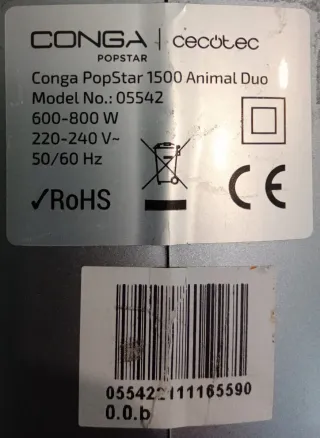 CONGA | cecotec
POPSTAR
Conga PopStar 1500 Animal Duo
Model No.: 05542
600-800 W
220-240 V~
50/60 Hz
✓RoHS
CE
055422111165590
0.0.b